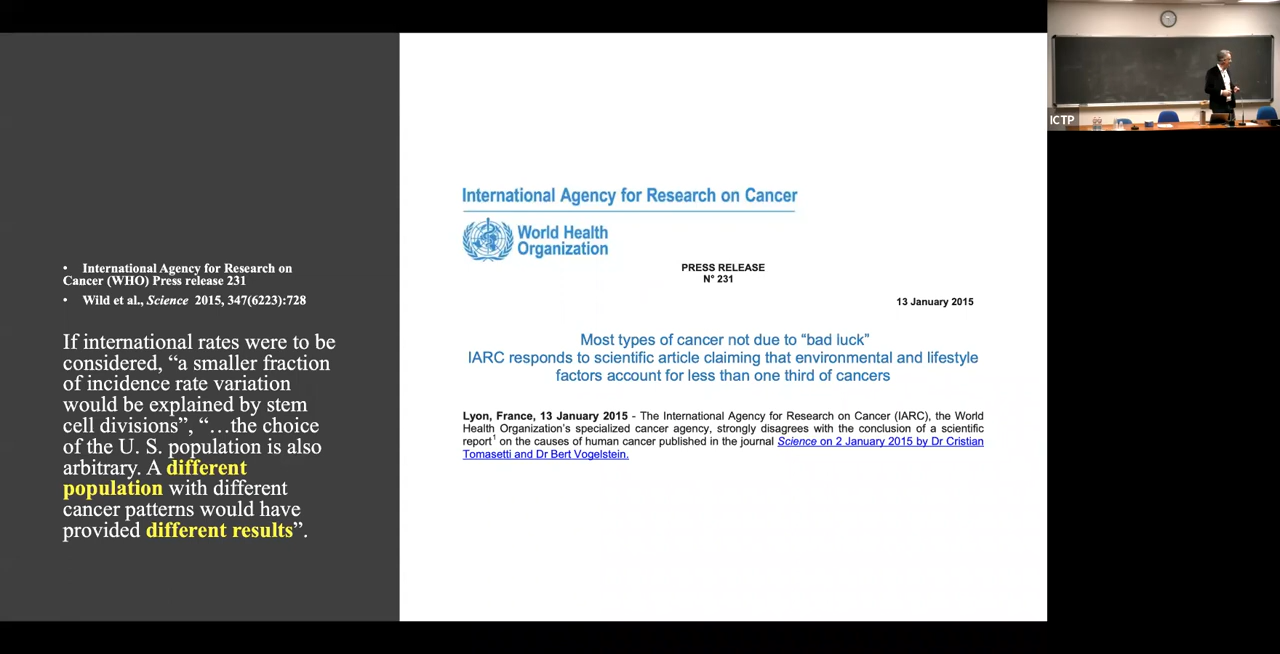 • International Agency for Research on
Cancer (WHO) Press release 231
• Wild et al., Science 2015, 347(6223):728
If international rates were to be
considered, “a smaller fraction
of incidence rate variation
would be explained by stem
cell divisions”, “…the choice
of the U. S. population is also
arbitrary. A different
population with different
cancer patterns would have
provided different results”.
International Agency for Research on Cancer
World Health
Organization
PRESS RELEASE
N° 231
13 January 2015
Most types of cancer not due to “bad luck”
IARC responds to scientific article claiming that environmental and lifestyle
factors account for less than one third of cancers
Lyon, France, 13 January 2015 - The International Agency for Research on Cancer (IARC), the World
Health Organization's specialized cancer agency, strongly disagrees with the conclusion of a scientific
report1 on the causes of human cancer published in the journal Science on 2 January 2015 by Dr Cristian
Tomasetti and Dr Bert Vogelstein.
ICTP